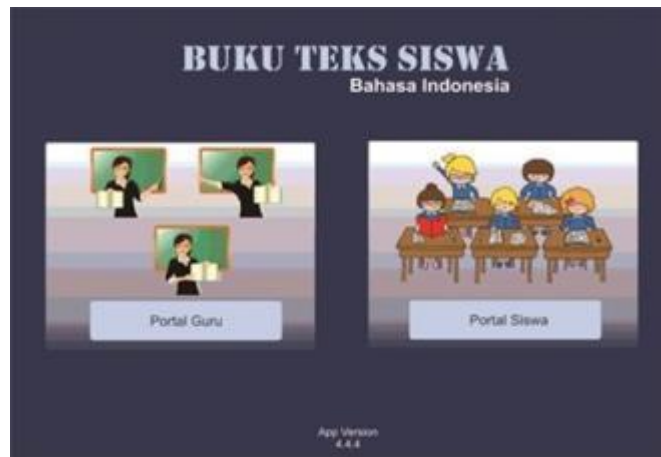 BUKU TEKS SISWA
Bahasa Indonesia
Portal Guru
Portal Siswa
App Version
4.4.4